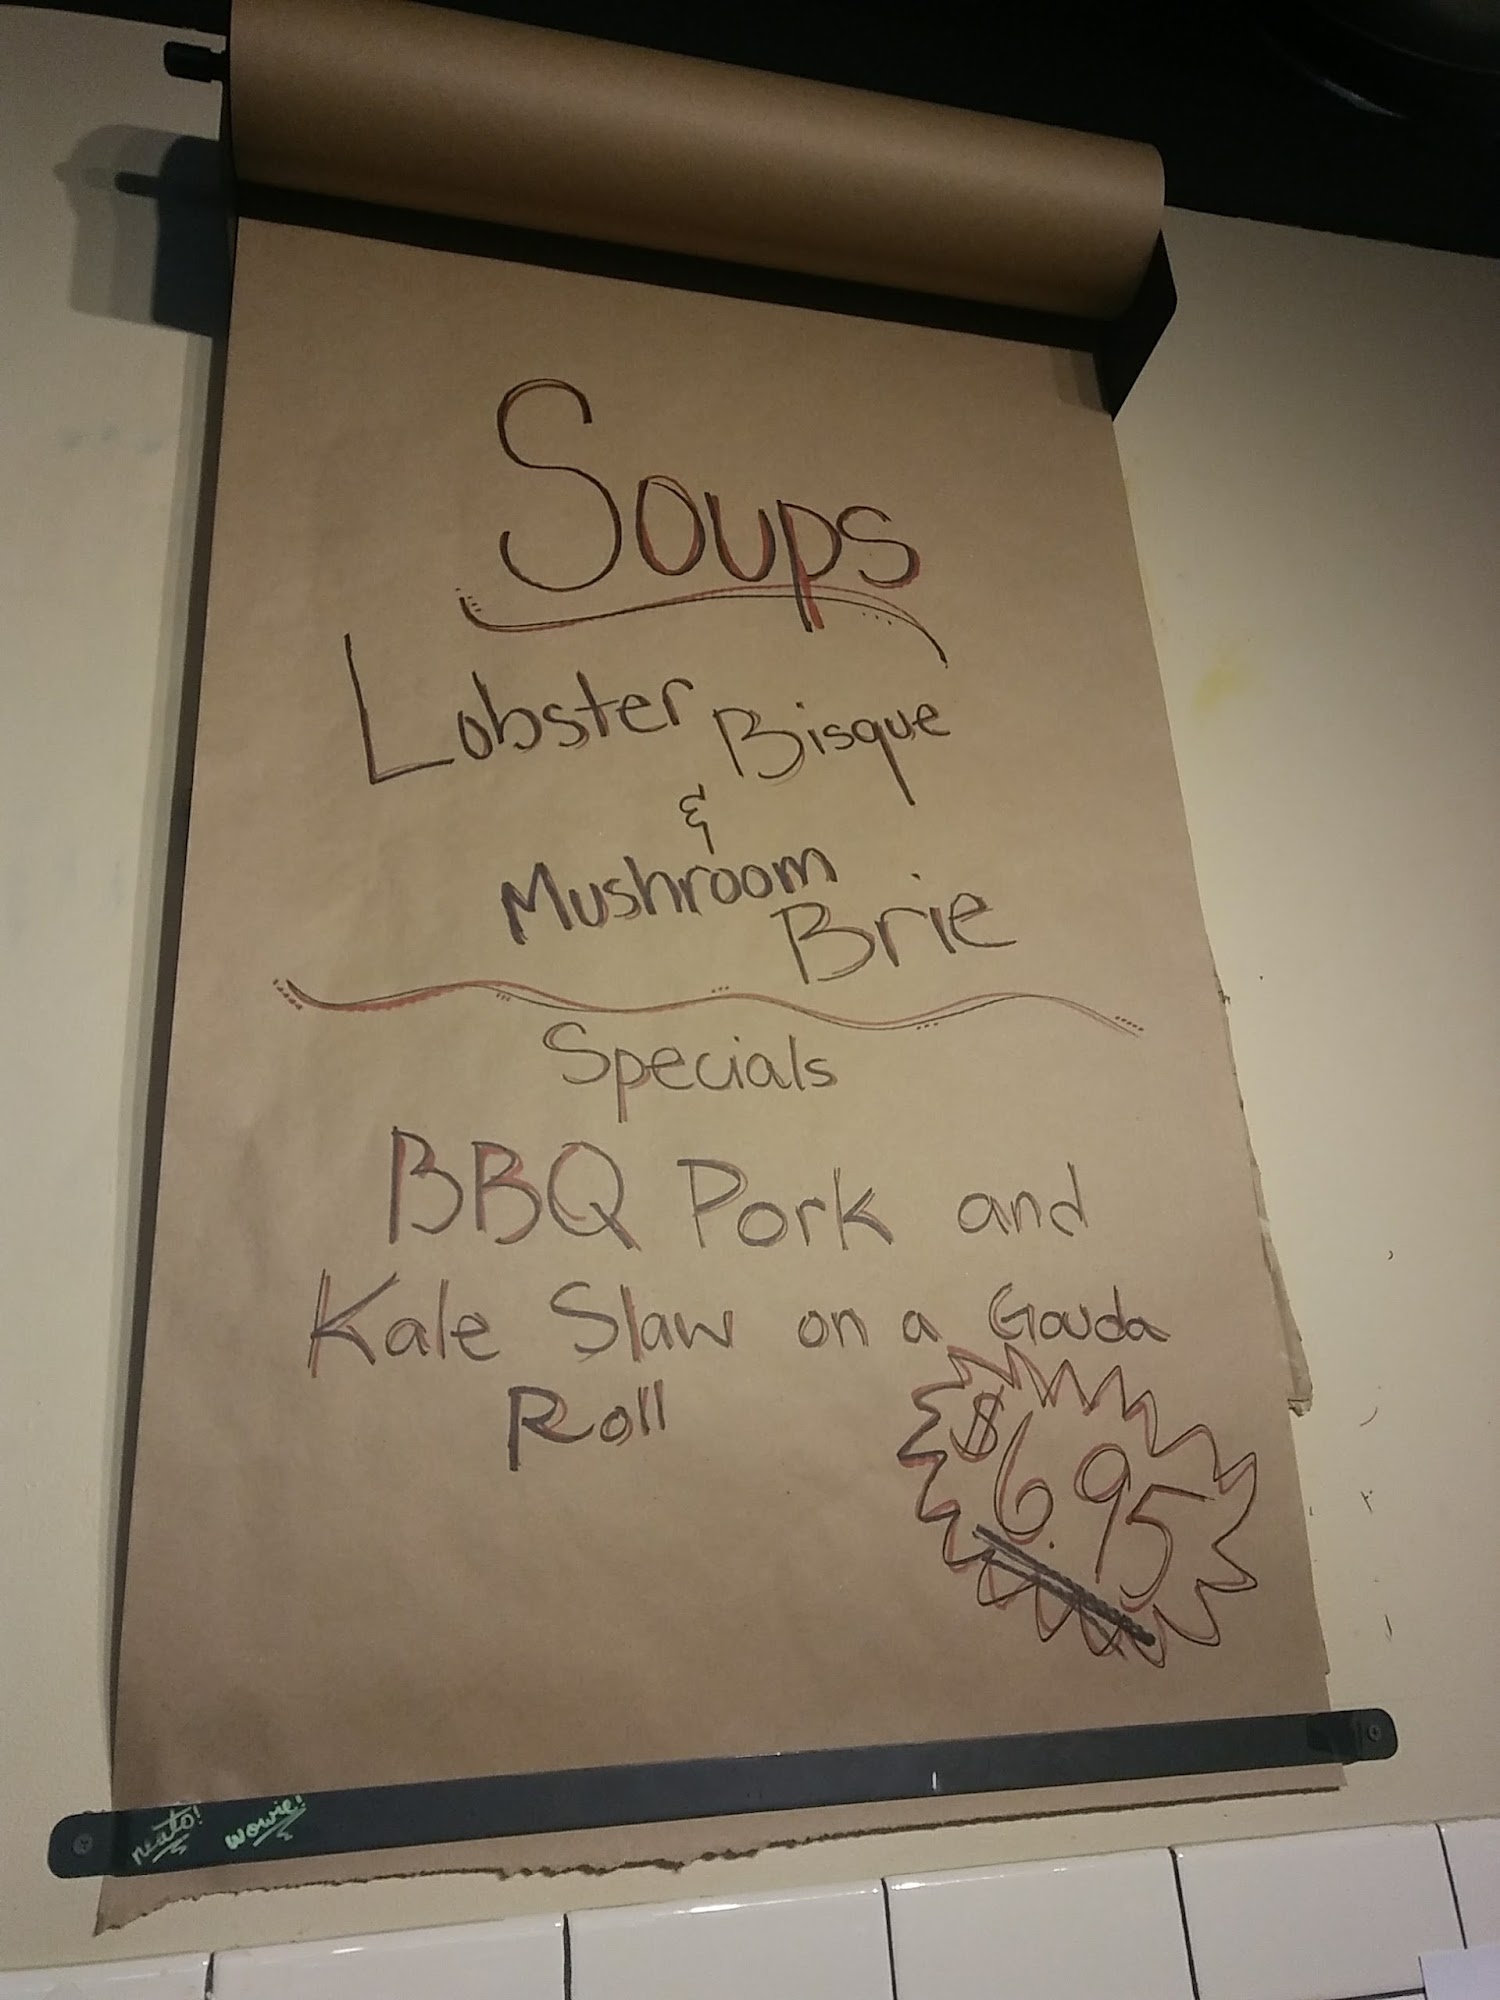 Soups
Lobster Bisque
&
Mushroom Brie
Specials
BBQ Pork and
Kale Slaw on a Gouda
Roll
$6.95
neato! wowie!